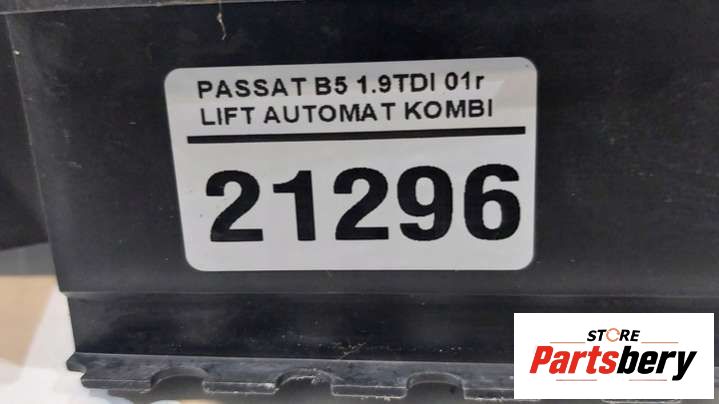 PASSAT B5 1.9TDI 01r
LIFT AUTOMAT KOMBI
21296
STORE
Partsbery